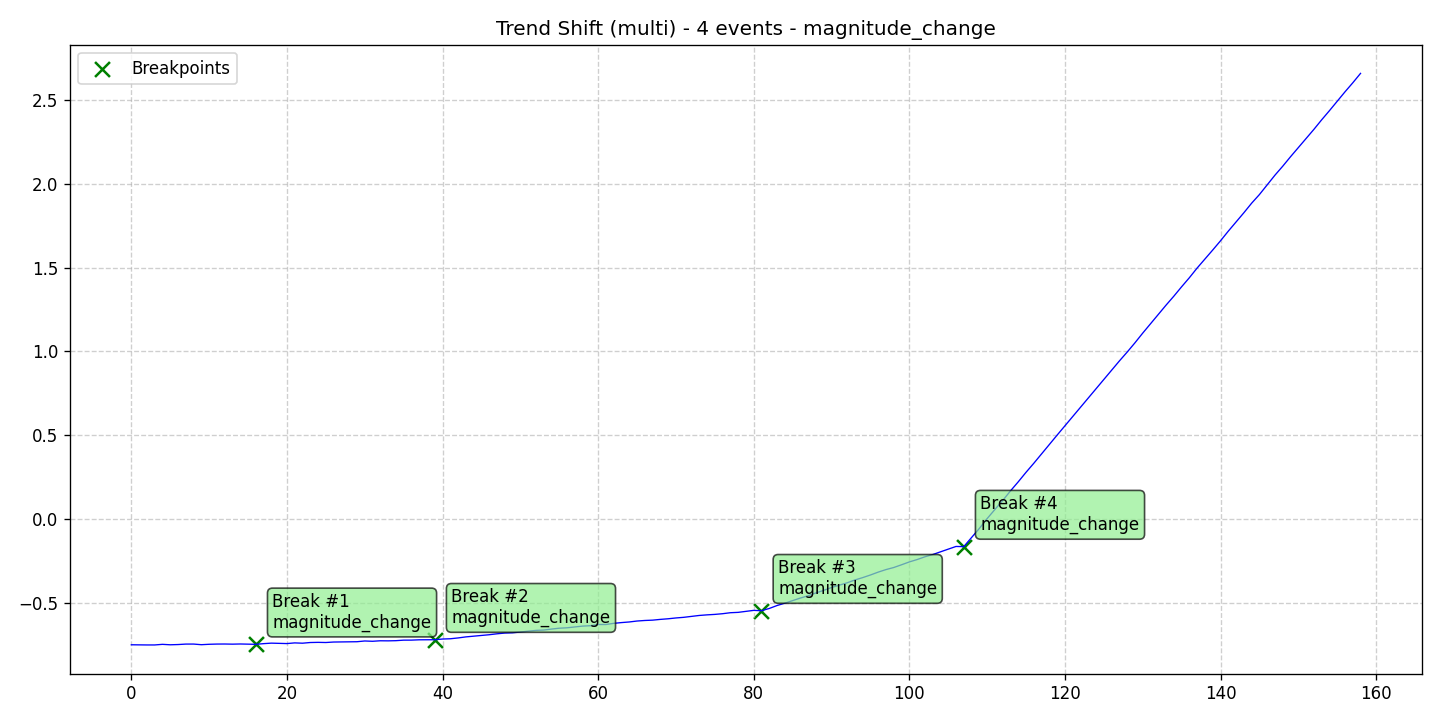 Trend Shift (multi) - 4 events - magnitude_change
Breakpoints
2.5
2.0
1.5
1.0
0.5
0.0
−0.5
Break #1
magnitude_change
Break #2
magnitude_change
Break #3
magnitude_change
Break #4
magnitude_change
0
20
40
60
80
100
120
140
160